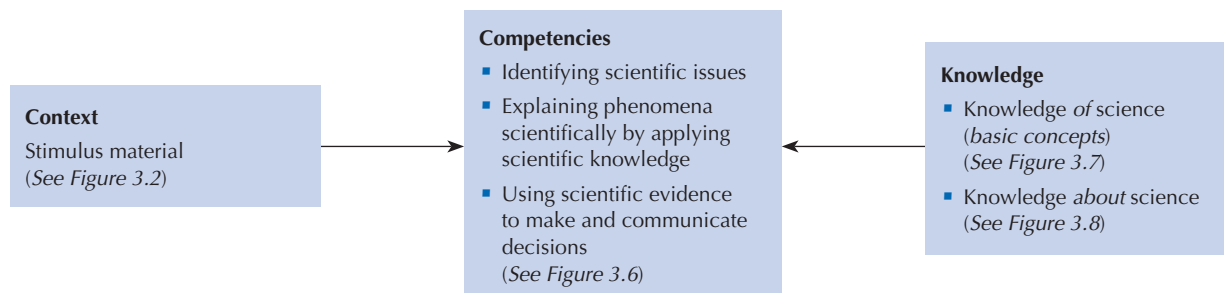 Context
Stimulus material
(See Figure 3.2)
Competencies
▪ Identifying scientific issues
▪ Explaining phenomena
scientifically by applying
scientific knowledge
▪ Using scientific evidence
to make and communicate
decisions
(See Figure 3.6)
Knowledge
▪ Knowledge of science
(basic concepts)
(See Figure 3.7)
▪ Knowledge about science
(See Figure 3.8)